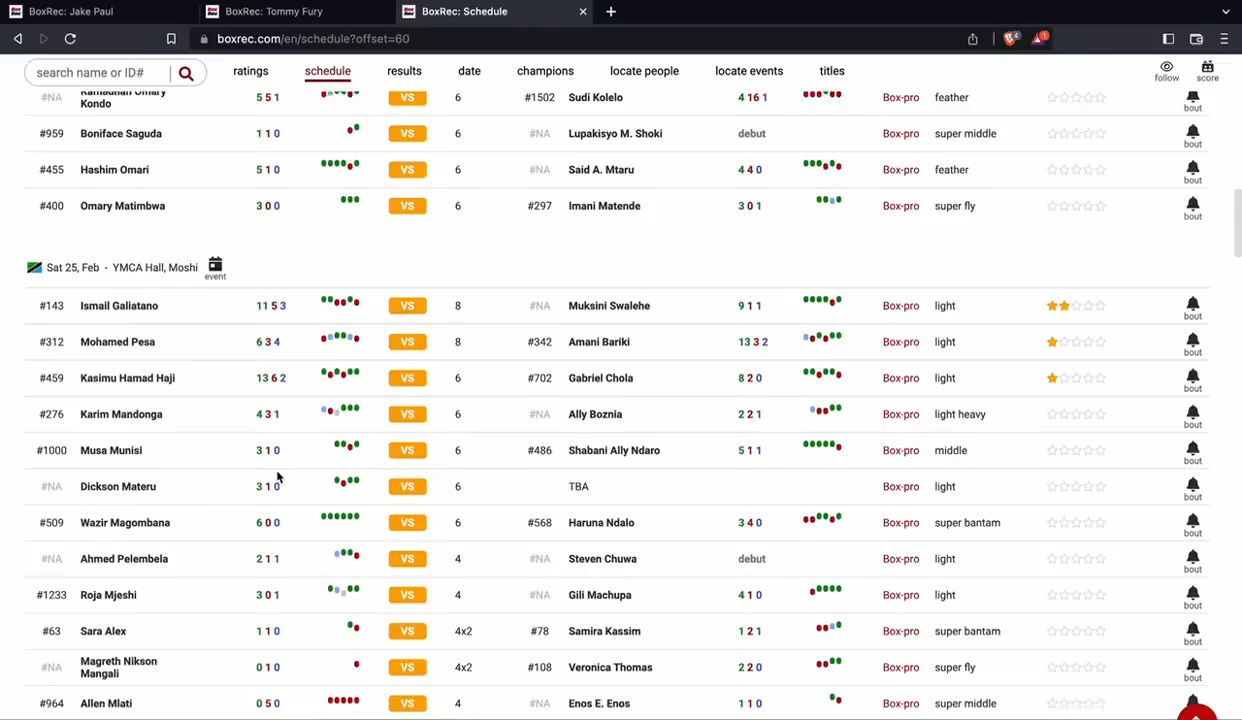 BoxRec: Jake Paul BoxRec: Tommy Fury BoxRec: Schedule
boxrec.com/en/schedule?offset=60 4 1
search name or ID# ratings schedule results date champions locate people locate events titles follow score
#NA Ramadhan Omary Kondo 5 5 1 VS 6 #1502 Sudi Kolelo 4 16 1 Box-pro feather bout
#959 Boniface Saguda 1 1 0 VS 6 #NA Lupakisyo M. Shoki debut Box-pro super middle bout
#455 Hashim Omari 5 1 0 VS 6 #NA Said A. Mtaru 4 4 0 Box-pro feather bout
#400 Omary Matimbwa 3 0 0 VS 6 #297 Imani Matende 3 0 1 Box-pro super fly bout
Sat 25, Feb - YMCA Hall, Moshi event
#143 Ismail Galiatano 11 5 3 VS 8 #NA Muksini Swalehe 9 1 1 Box-pro light bout
#312 Mohamed Pesa 6 3 4 VS 8 #342 Amani Bariki 13 3 2 Box-pro light bout
#459 Kasimu Hamad Haji 13 6 2 VS 6 #702 Gabriel Chola 8 2 0 Box-pro light bout
#276 Karim Mandonga 4 3 1 VS 6 #NA Ally Boznia 2 2 1 Box-pro light heavy bout
#1000 Musa Munisi 3 1 0 VS 6 #486 Shabani Ally Ndaro 5 1 1 Box-pro middle bout
#NA Dickson Materu 3 1 0 VS 6 TBA Box-pro light bout
#509 Wazir Magombana 6 0 0 VS 6 #568 Haruna Ndalo 3 4 0 Box-pro super bantam bout
#NA Ahmed Pelembela 2 1 1 VS 4 #NA Steven Chuwa debut Box-pro light bout
#1233 Roja Mjeshi 3 0 1 VS 4 #NA Gili Machupa 4 1 0 Box-pro light bout
#63 Sara Alex 1 1 0 VS 4x2 #78 Samira Kassim 1 2 1 Box-pro super bantam bout
#NA Magreth Nikson Mangali 0 1 0 VS 4x2 #108 Veronica Thomas 2 2 0 Box-pro super fly bout
#964 Allen Mlati 0 5 0 VS 4 #NA Enos E. Enos 1 1 0 Box-pro super middle